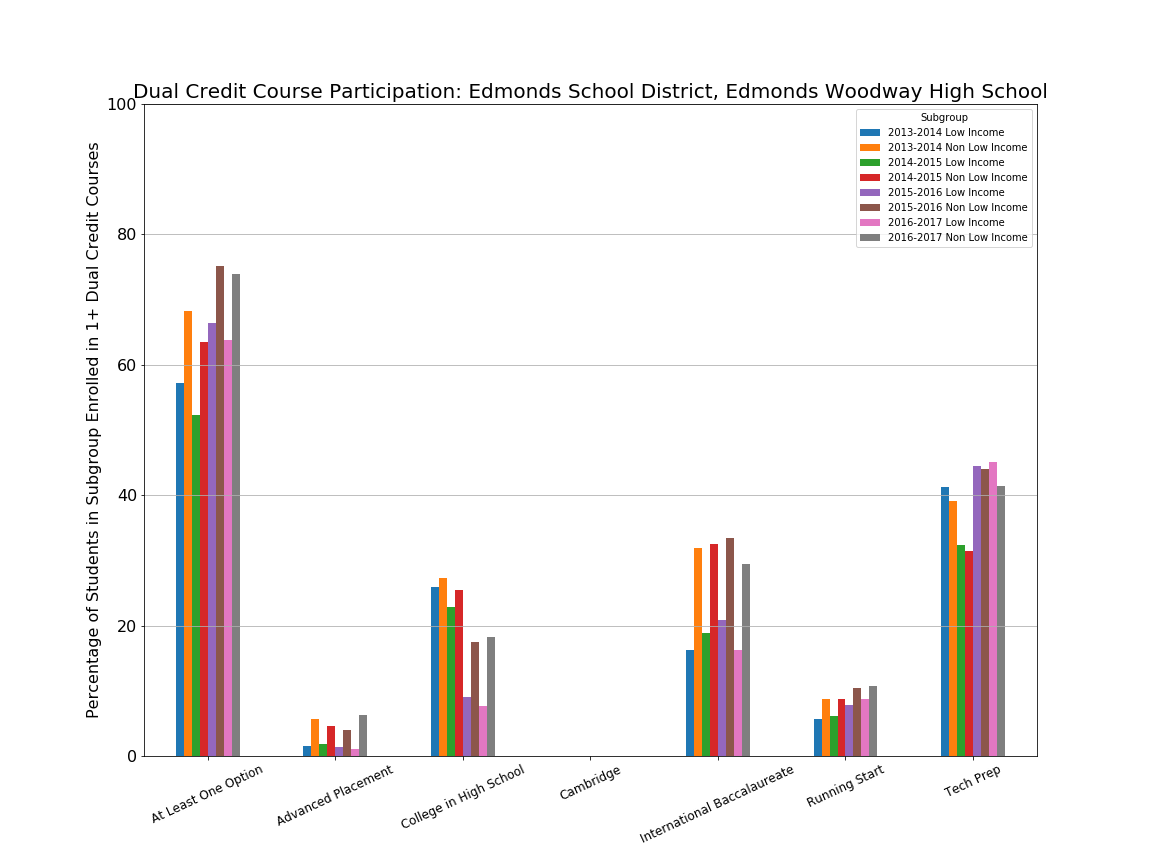 Dual Credit Course Participation: Edmonds School District, Edmonds Woodway High School
Percentage of Students in Subgroup Enrolled in 1+ Dual Credit Courses
100
80
60
40
20
0
Subgroup
2013-2014 Low Income
2013-2014 Non Low Income
2014-2015 Low Income
2014-2015 Non Low Income
2015-2016 Low Income
2015-2016 Non Low Income
2016-2017 Low Income
2016-2017 Non Low Income
At Least One Option
Advanced Placement
College in High School
Cambridge
International Baccalaureate
Running Start
Tech Prep